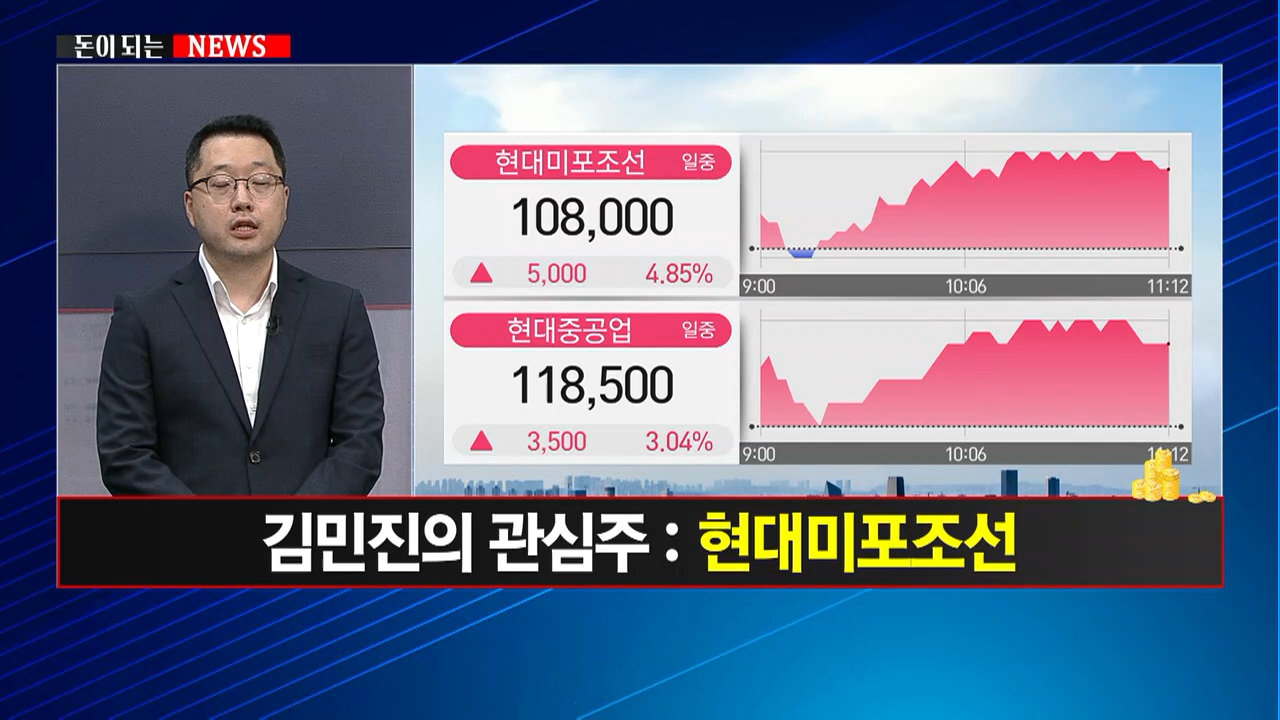 돈이 되는 NEWS
현대미포조선 일중
108,000
▲ 5,000 4.85%
9:00 10:06 11:12
현대중공업 일중
118,500
▲ 3,500 3.04%
9:00 10:06 11:12
김민진의 관심주 : 현대미포조선